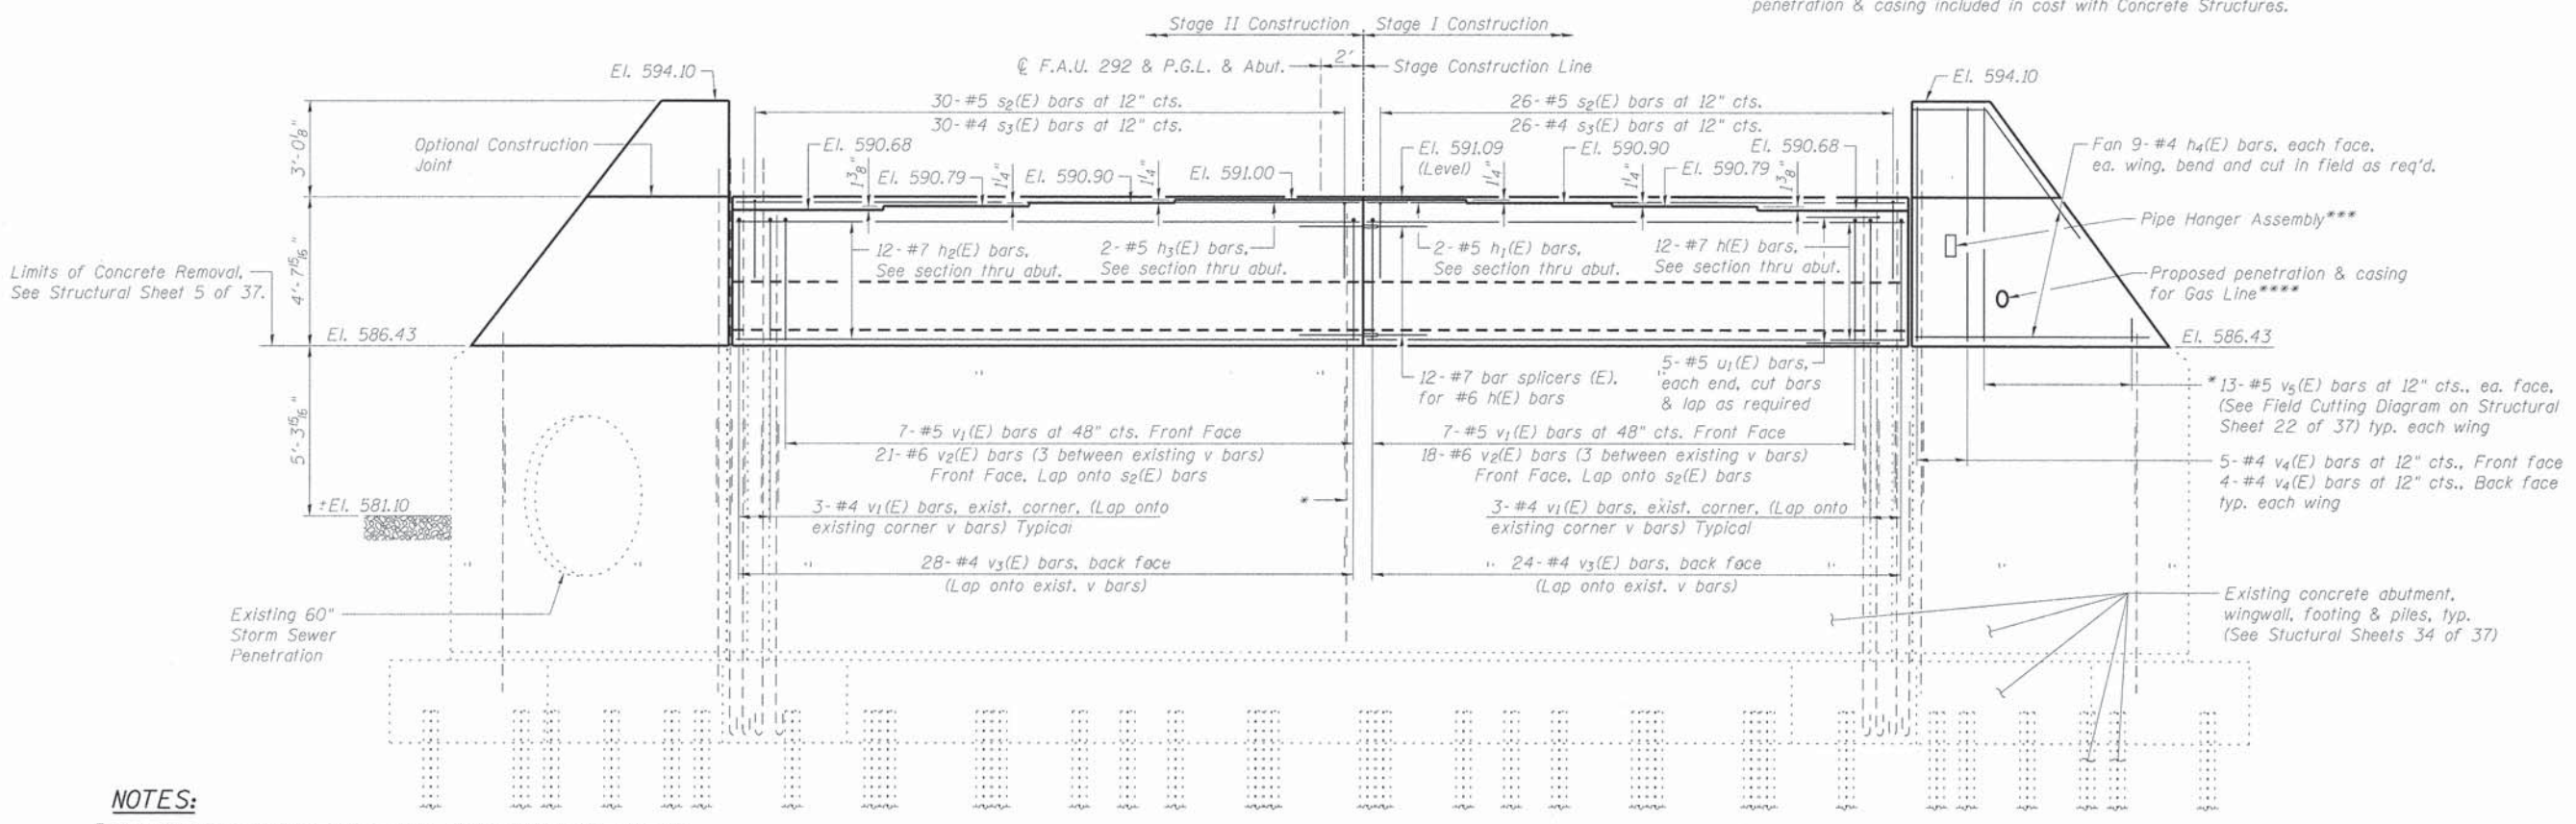 penetration & casing included in cost with Concrete Structures.
Stage II Construction
Stage I Construction
℄ F.A.U. 292 & P.G.L. & Abut.
2'
Stage Construction Line
El. 594.10
El. 594.10
30-#5 s2(E) bars at 12" cts.
30-#4 s3(E) bars at 12" cts.
26-#5 s2(E) bars at 12" cts.
26-#4 s3(E) bars at 12" cts.
3'-0⅛"
Optional Construction
Joint
El. 590.68
1⅜"
El. 590.79
1¼"
El. 590.90
1¼"
El. 591.00
El. 591.09
(Level)
1¼"
El. 590.90
1¼"
El. 590.79
El. 590.68
1⅜"
Fan 9-#4 h4(E) bars, each face,
ea. wing, bend and cut in field as req'd.
Pipe Hanger Assembly***
Proposed penetration & casing
for Gas Line****
4'-7 15/16"
Limits of Concrete Removal,
See Structural Sheet 5 of 37.
12-#7 h2(E) bars,
See section thru abut.
2-#5 h3(E) bars,
See section thru abut.
2-#5 h1(E) bars,
See section thru abut.
12-#7 h(E) bars,
See section thru abut.
El. 586.43
El. 586.43
12-#7 bar splicers (E),
for #6 h(E) bars
5-#5 u1(E) bars,
each end, cut bars
& lap as required
*13-#5 v5(E) bars at 12" cts., ea. face,
(See Field Cutting Diagram on Structural
Sheet 22 of 37) typ. each wing
5'-3 15/16"
7-#5 v1(E) bars at 48" cts. Front Face
21-#6 v2(E) bars (3 between existing v bars)
Front Face, Lap onto s2(E) bars
7-#5 v1(E) bars at 48" cts. Front Face
18-#6 v2(E) bars (3 between existing v bars)
Front Face, Lap onto s2(E) bars
5-#4 v4(E) bars at 12" cts., Front face
4-#4 v4(E) bars at 12" cts., Back face
typ. each wing
±El. 581.10
*
3-#4 v1(E) bars, exist. corner, (Lap onto
existing corner v bars) Typical
3-#4 v1(E) bars, exist. corner, (Lap onto
existing corner v bars) Typical
28-#4 v3(E) bars, back face
(Lap onto exist. v bars)
24-#4 v3(E) bars, back face
(Lap onto exist. v bars)
Existing 60"
Storm Sewer
Penetration
Existing concrete abutment,
wingwall, footing & piles, typ.
(See Stuctural Sheets 34 of 37)
NOTES: